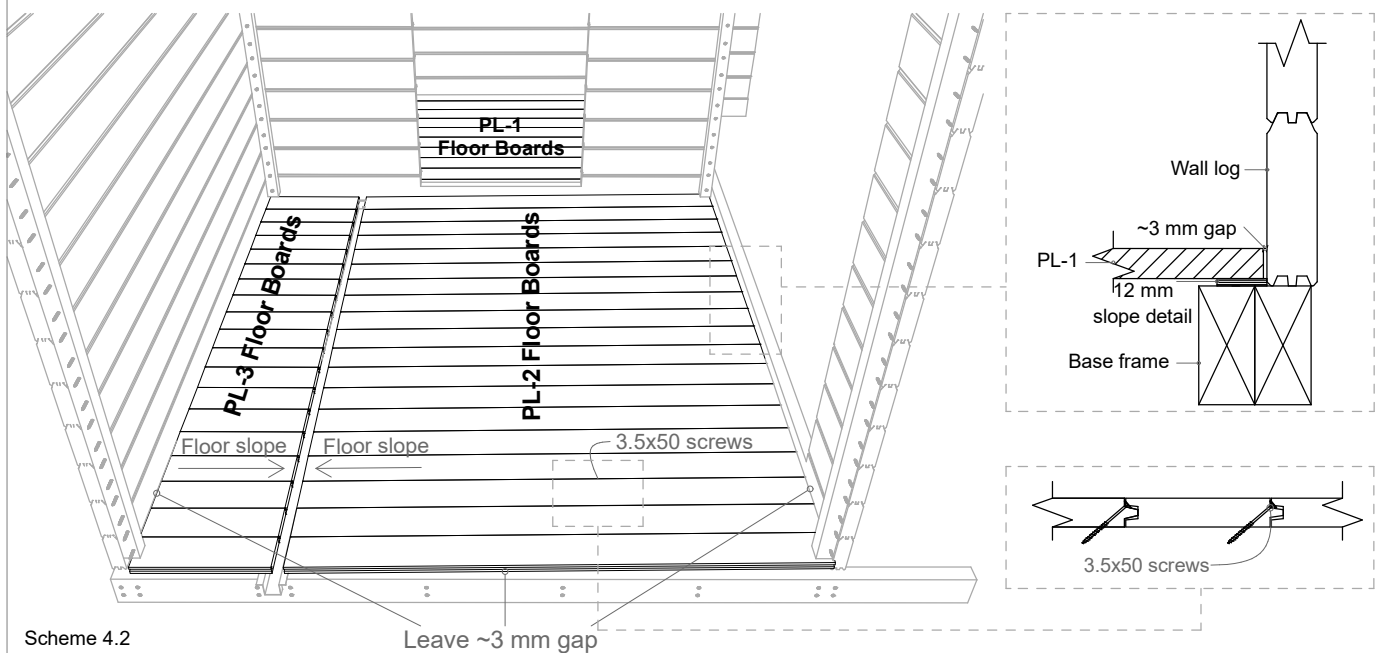 PL-1
Floor Boards
PL-3 Floor Boards
PL-2 Floor Boards
Floor slope
Floor slope
3.5x50 screws
Leave ~3 mm gap
Scheme 4.2
Wall log
~3 mm gap
PL-1
12 mm
slope detail
Base frame
3.5x50 screws